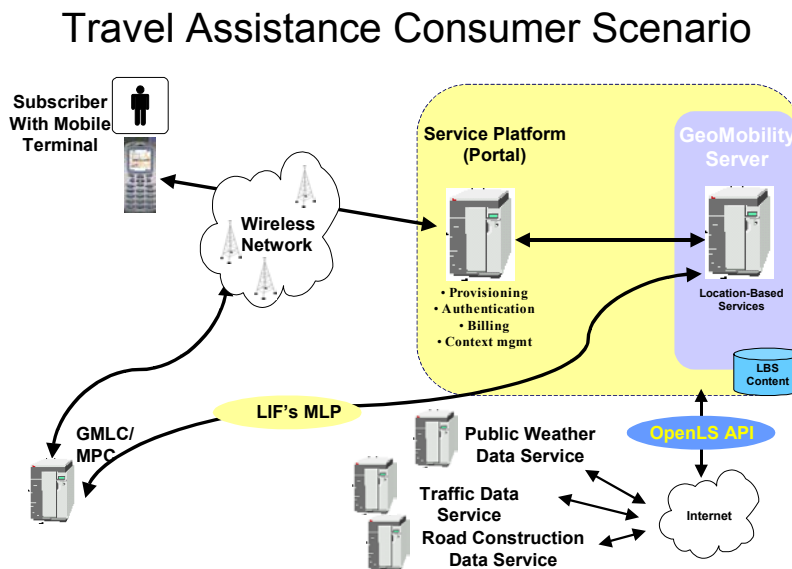 Travel Assistance Consumer Scenario
Subscriber
With Mobile
Terminal
Wireless
Network
Service Platform
(Portal)
• Provisioning
• Authentication
• Billing
• Context mgmt
GeoMobility
Server
Location-Based
Services
LBS
Content
LIF's MLP
GMLC/
MPC
OpenLS API
Public Weather
Data Service
Traffic Data
Service
Road Construction
Data Service
Internet